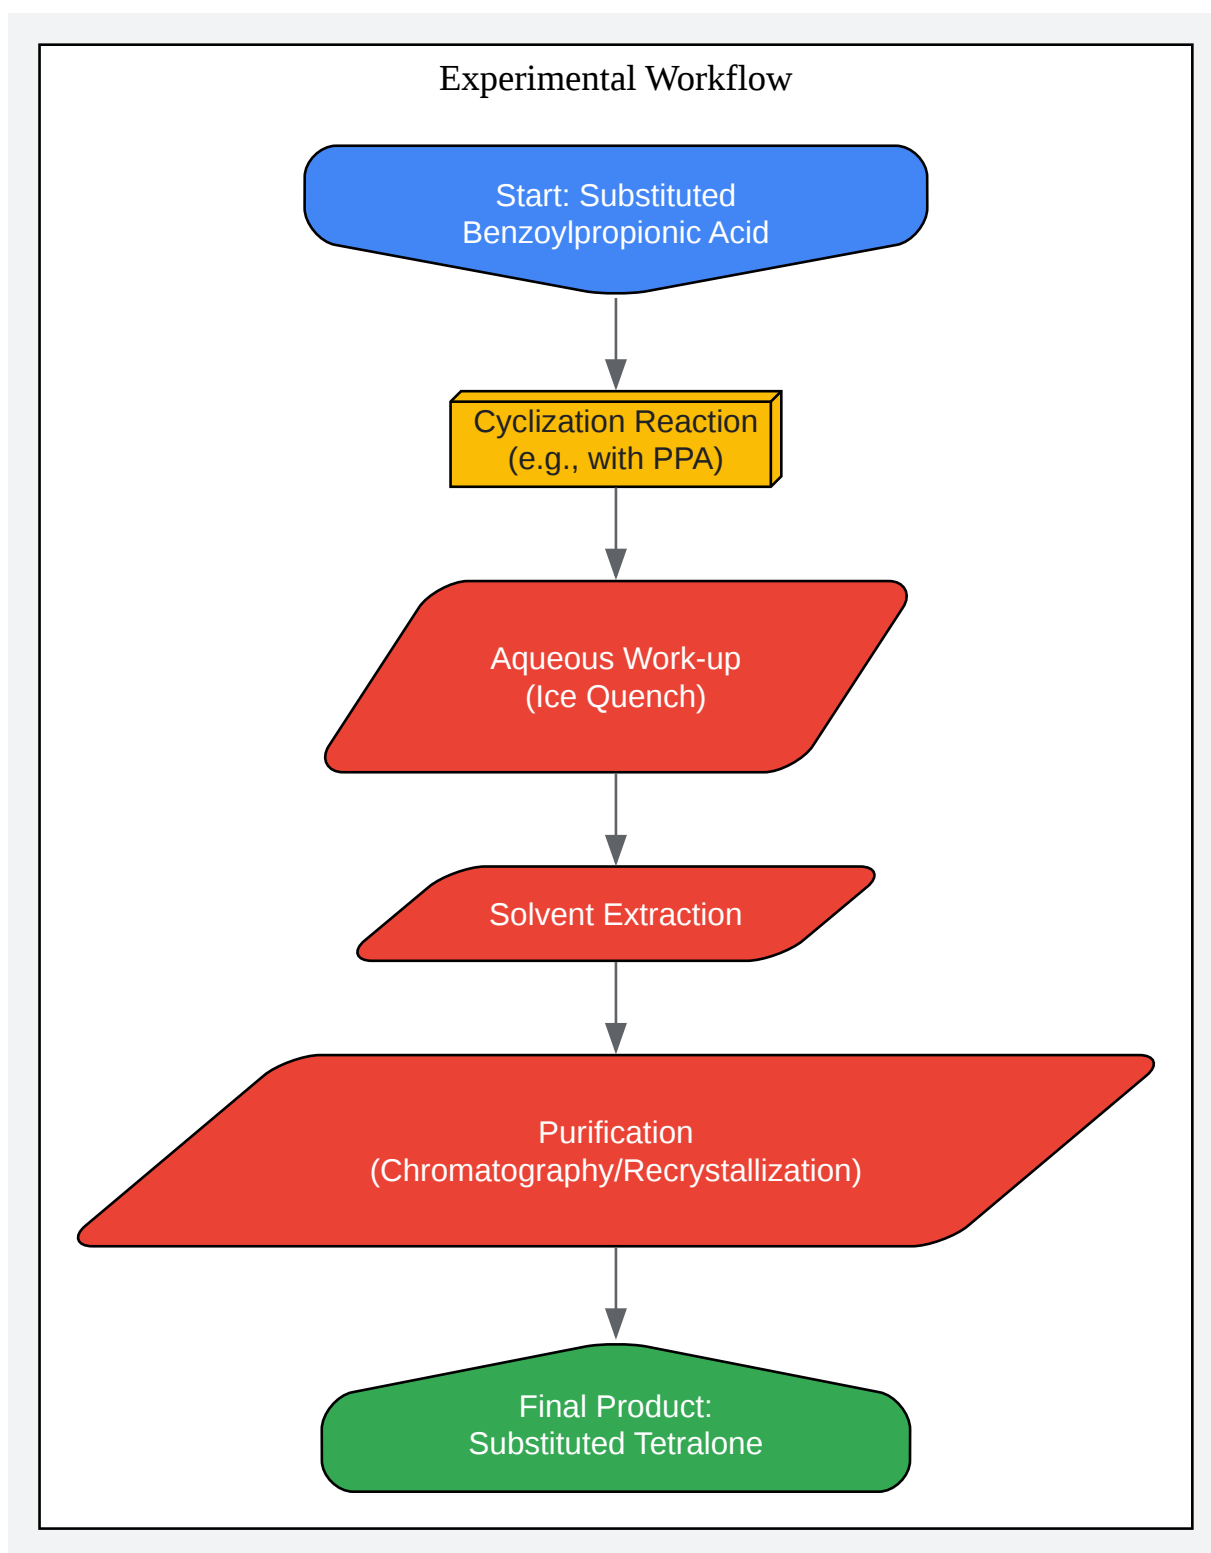 Experimental Workflow
Start: Substituted
Benzoylpropionic Acid
Cyclization Reaction
(e.g., with PPA)
Aqueous Work-up
(Ice Quench)
Solvent Extraction
Purification
(Chromatography/Recrystallization)
Final Product:
Substituted Tetralone